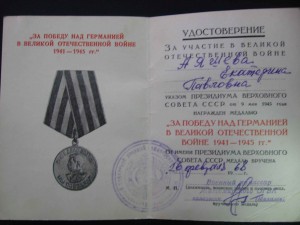 „ЗА ПОБЕДУ НАД ГЕРМАНИЕЙ
В ВЕЛИКОЙ ОТЕЧЕСТВЕННОЙ ВОЙНЕ
1941—1945 гг."
УДОСТОВЕРЕНИЕ
ЗА УЧАСТИЕ В ВЕЛИКОЙ
ОТЕЧЕСТВЕННОЙ ВОЙНЕ
Екатерина
Павловна
УКАЗОМ ПРЕЗИДИУМА ВЕРХОВНОГО
СОВЕТА СССР от 9 мая 1945 года
НАГРАЖДЕН МЕДАЛЬЮ
„ЗА ПОБЕДУ НАД ГЕРМАНИЕЙ
В ВЕЛИКОЙ ОТЕЧЕСТВЕННОЙ
ВОЙНЕ 1941—1945 гг."
ОТ ИМЕНИ ПРЕЗИДИУМА ВЕРХОВНОГО
СОВЕТА СССР МЕДАЛЬ ВРУЧЕНА
М. П.